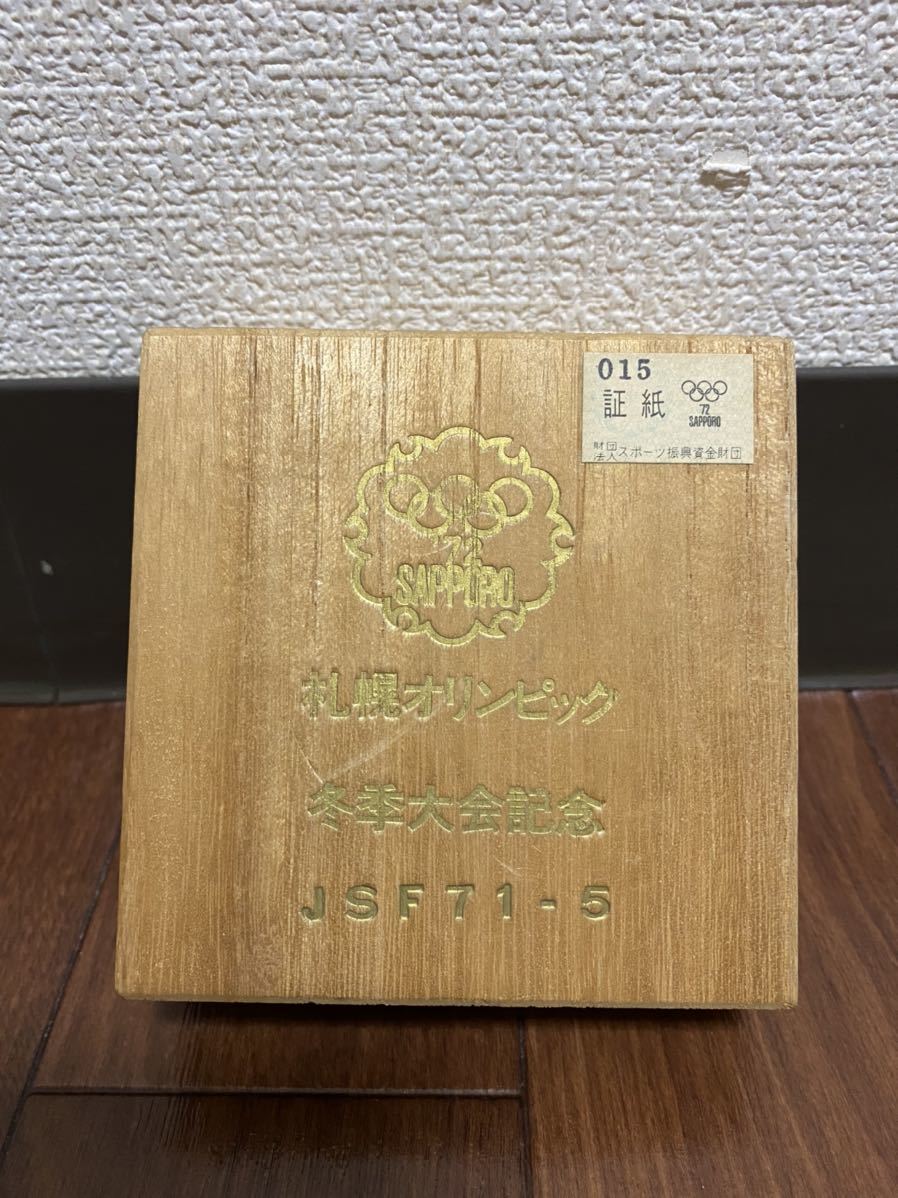 015
証紙
'72
SAPPORO
財団法人スポーツ振興資金財団
'72
SAPPORO
札幌オリンピック
冬季大会記念
JSF71-5